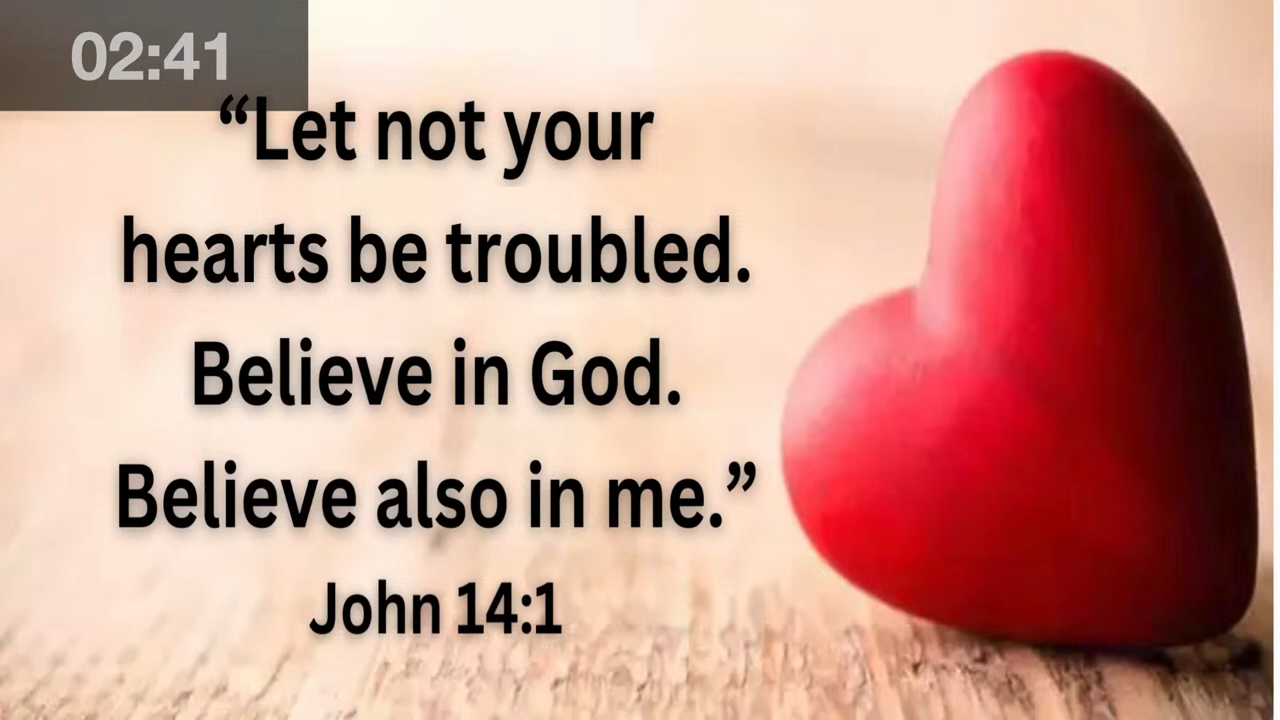 02:41
“Let not your
hearts be troubled.
Believe in God.
Believe also in me.”
John 14:1